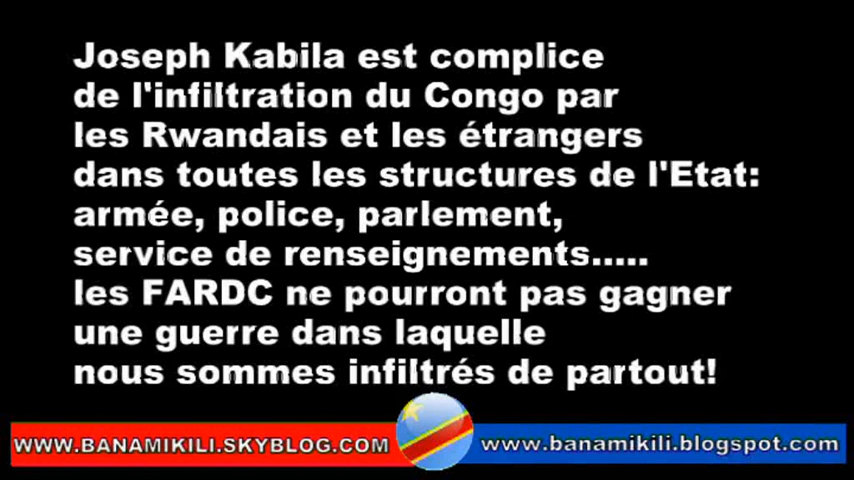 Joseph Kabila est complice
de l'infiltration du Congo par
les Rwandais et les étrangers
dans toutes les structures de l'Etat:
armée, police, parlement,
service de renseignements.....
les FARDC ne pourront pas gagner
une guerre dans laquelle
nous sommes infiltrés de partout!
WWW.BANAMIKILI.SKYBLOG.COM
www.banamikili.blogspot.com